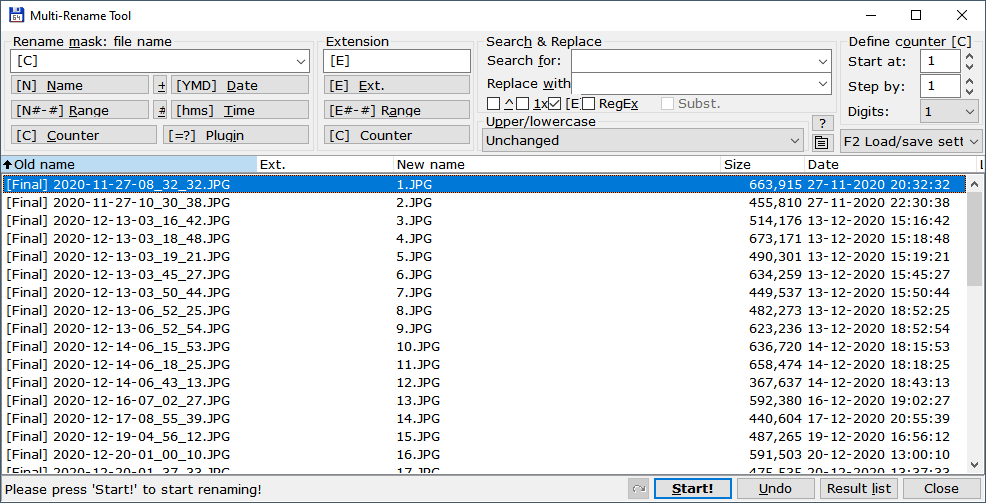 Multi-Rename Tool
Rename mask: file name
Extension
Search & Replace
Define counter [C]
[C]
[E]
Search for:
Start at: 1
[N] Name
+
[YMD] Date
[E] Ext.
Replace with
Step by: 1
[N#-#] Range
#
[hms] Time
[E#-#] Range
^
1x
[E
RegEx
Subst.
Digits: 1
[C] Counter
[=?] Plugin
[C] Counter
Upper/lowercase
?
Unchanged
F2 Load/save sett
Old name Ext. New name Size Date L
[Final] 2020-11-27-08_32_32.JPG 1.JPG 663,915 27-11-2020 20:32:32
[Final] 2020-11-27-10_30_38.JPG 2.JPG 455,810 27-11-2020 22:30:38
[Final] 2020-12-13-03_16_42.JPG 3.JPG 514,176 13-12-2020 15:16:42
[Final] 2020-12-13-03_18_48.JPG 4.JPG 673,171 13-12-2020 15:18:48
[Final] 2020-12-13-03_19_21.JPG 5.JPG 490,301 13-12-2020 15:19:21
[Final] 2020-12-13-03_45_27.JPG 6.JPG 634,259 13-12-2020 15:45:27
[Final] 2020-12-13-03_50_44.JPG 7.JPG 449,537 13-12-2020 15:50:44
[Final] 2020-12-13-06_52_25.JPG 8.JPG 482,273 13-12-2020 18:52:25
[Final] 2020-12-13-06_52_54.JPG 9.JPG 623,236 13-12-2020 18:52:54
[Final] 2020-12-14-06_15_53.JPG 10.JPG 636,720 14-12-2020 18:15:53
[Final] 2020-12-14-06_18_25.JPG 11.JPG 658,474 14-12-2020 18:18:25
[Final] 2020-12-14-06_43_13.JPG 12.JPG 367,637 14-12-2020 18:43:13
[Final] 2020-12-16-07_02_27.JPG 13.JPG 592,380 16-12-2020 19:02:27
[Final] 2020-12-17-08_55_39.JPG 14.JPG 440,604 17-12-2020 20:55:39
[Final] 2020-12-19-04_56_12.JPG 15.JPG 487,265 19-12-2020 16:56:12
[Final] 2020-12-20-01_00_10.JPG 16.JPG 591,503 20-12-2020 13:00:10
[Final] 2020-12-20-01_37_33.JPG 17.JPG 475,535 20-12-2020 13:37:33
Please press 'Start!' to start renaming!
Start!
Undo
Result list
Close